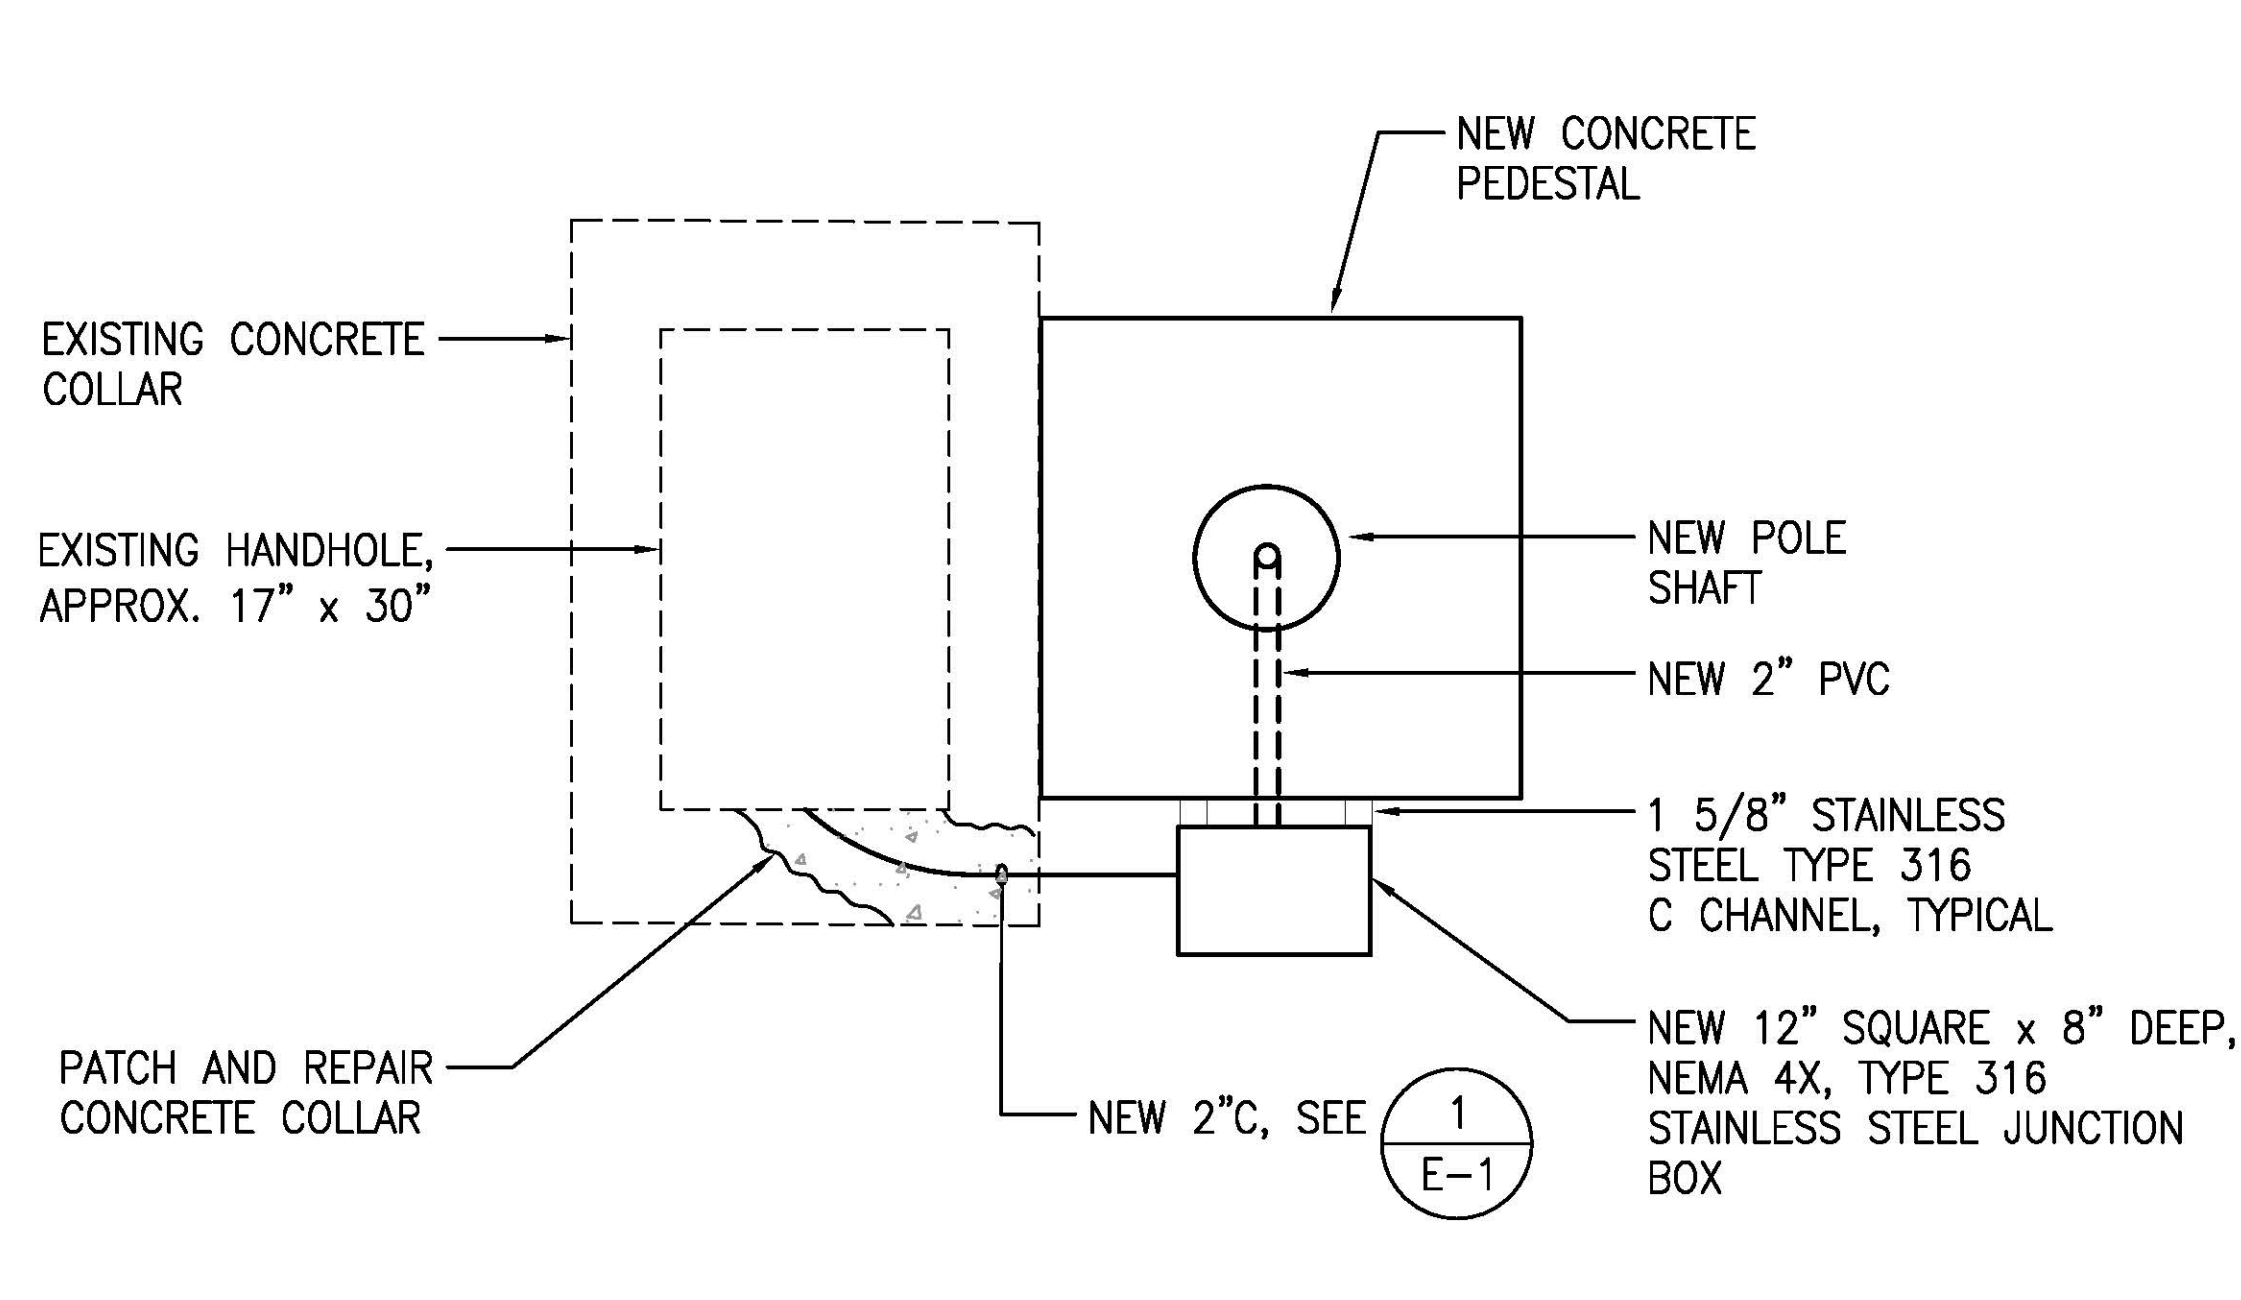 NEW CONCRETE
PEDESTAL
EXISTING CONCRETE
COLLAR
EXISTING HANDHOLE,
APPROX. 17” x 30”
NEW POLE
SHAFT
NEW 2” PVC
1 5/8” STAINLESS
STEEL TYPE 316
C CHANNEL, TYPICAL
NEW 12” SQUARE x 8” DEEP,
NEMA 4X, TYPE 316
STAINLESS STEEL JUNCTION
BOX
PATCH AND REPAIR
CONCRETE COLLAR
NEW 2”C, SEE
1
E-1